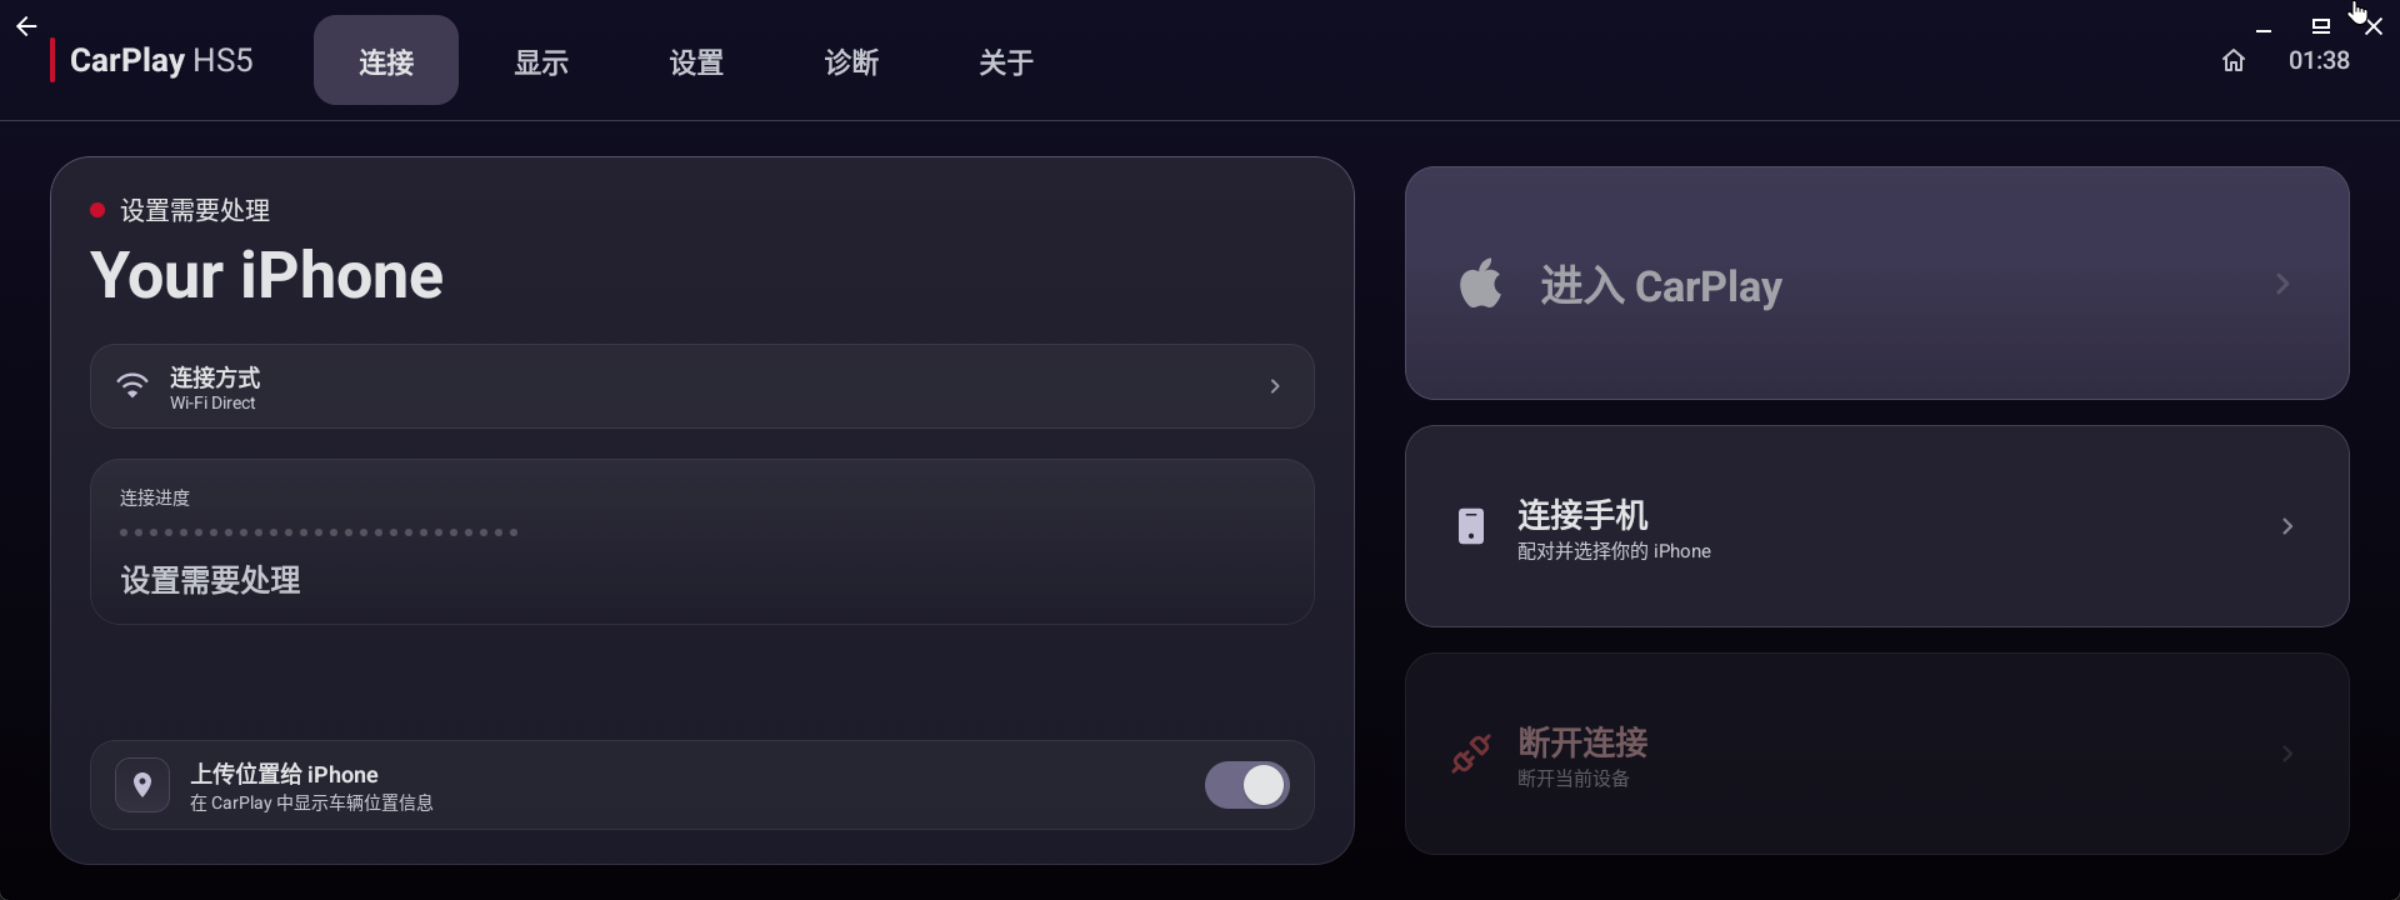 CarPlay HS5
连接
显示
设置
诊断
关于
01:38
设置需要处理
Your iPhone
连接方式
Wi-Fi Direct
连接进度
设置需要处理
上传位置给 iPhone
在 CarPlay 中显示车辆位置信息
进入 CarPlay
连接手机
配对并选择你的 iPhone
断开连接
断开当前设备